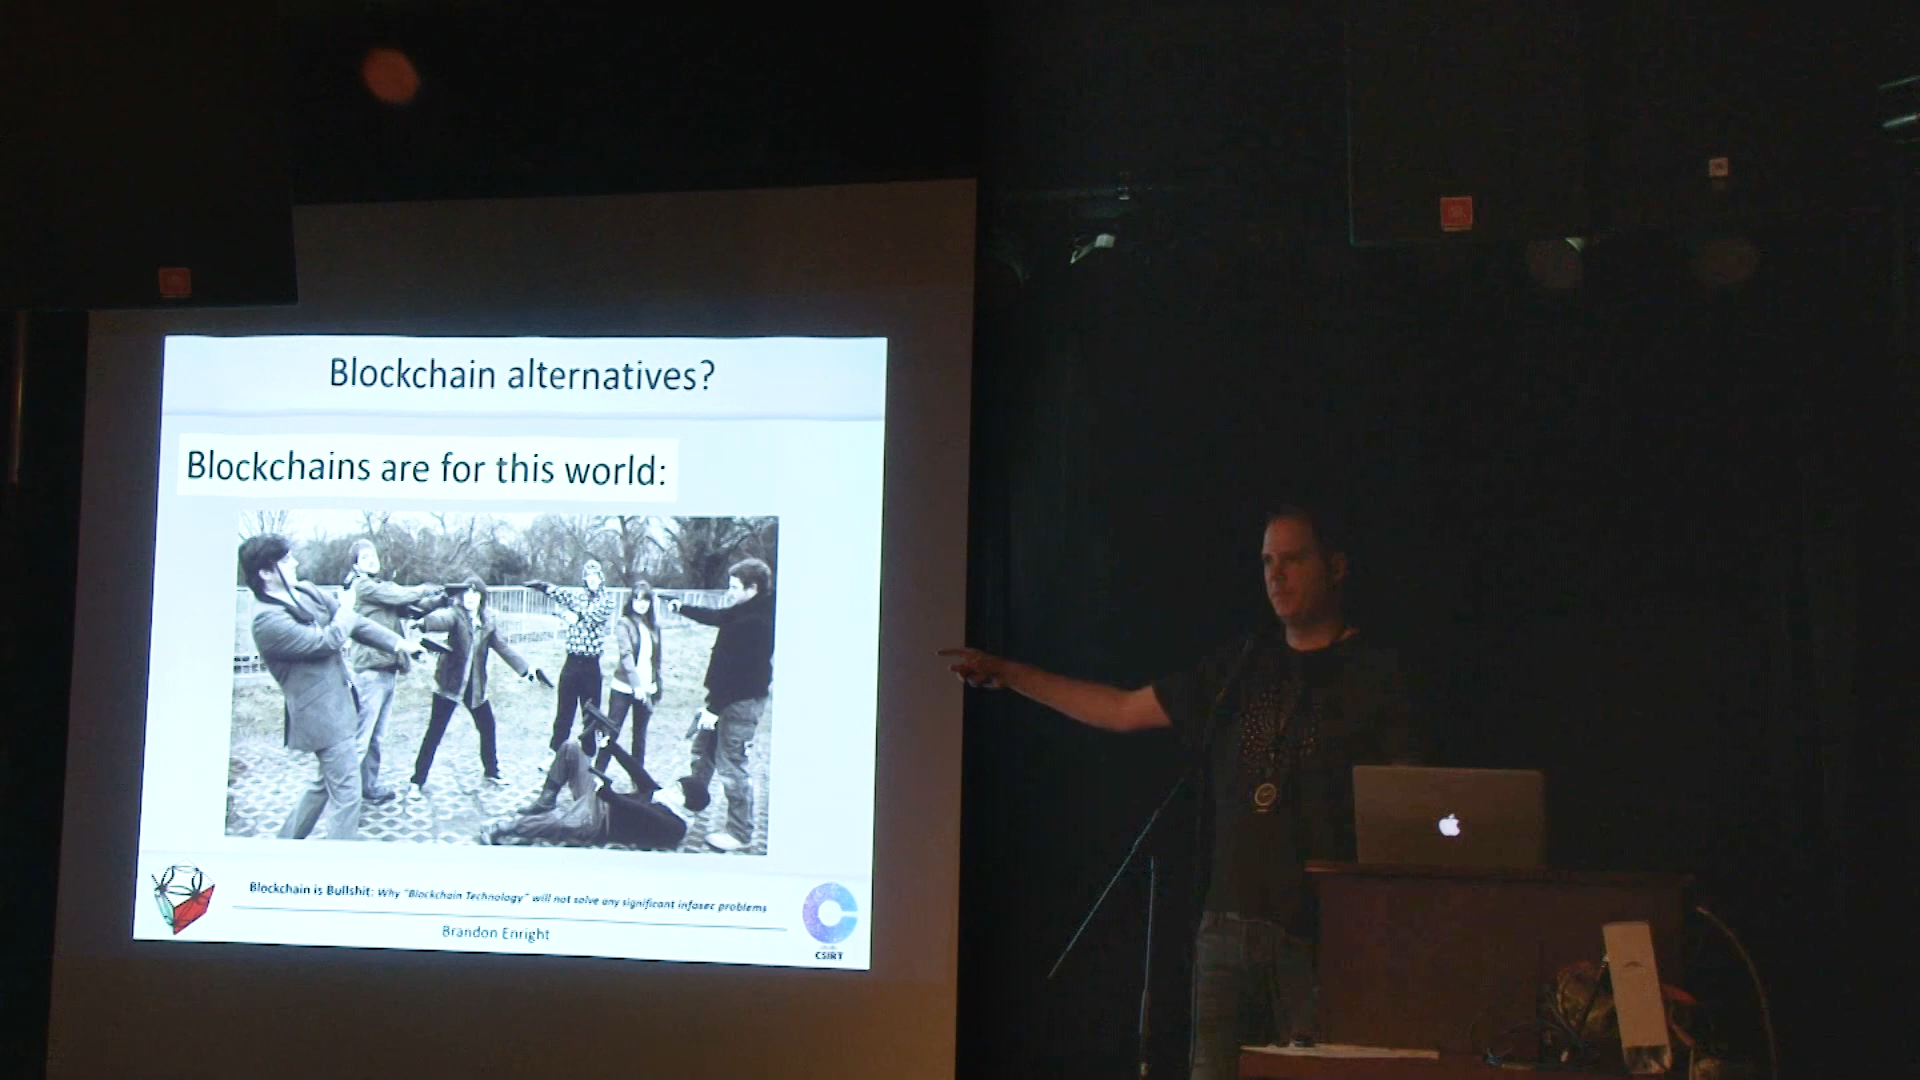 Blockchain alternatives?
Blockchains are for this world:
Blockchain is Bullshit: Why "Blockchain Technology" will not solve any significant infosec problems
Brandon Enright
CSIRT